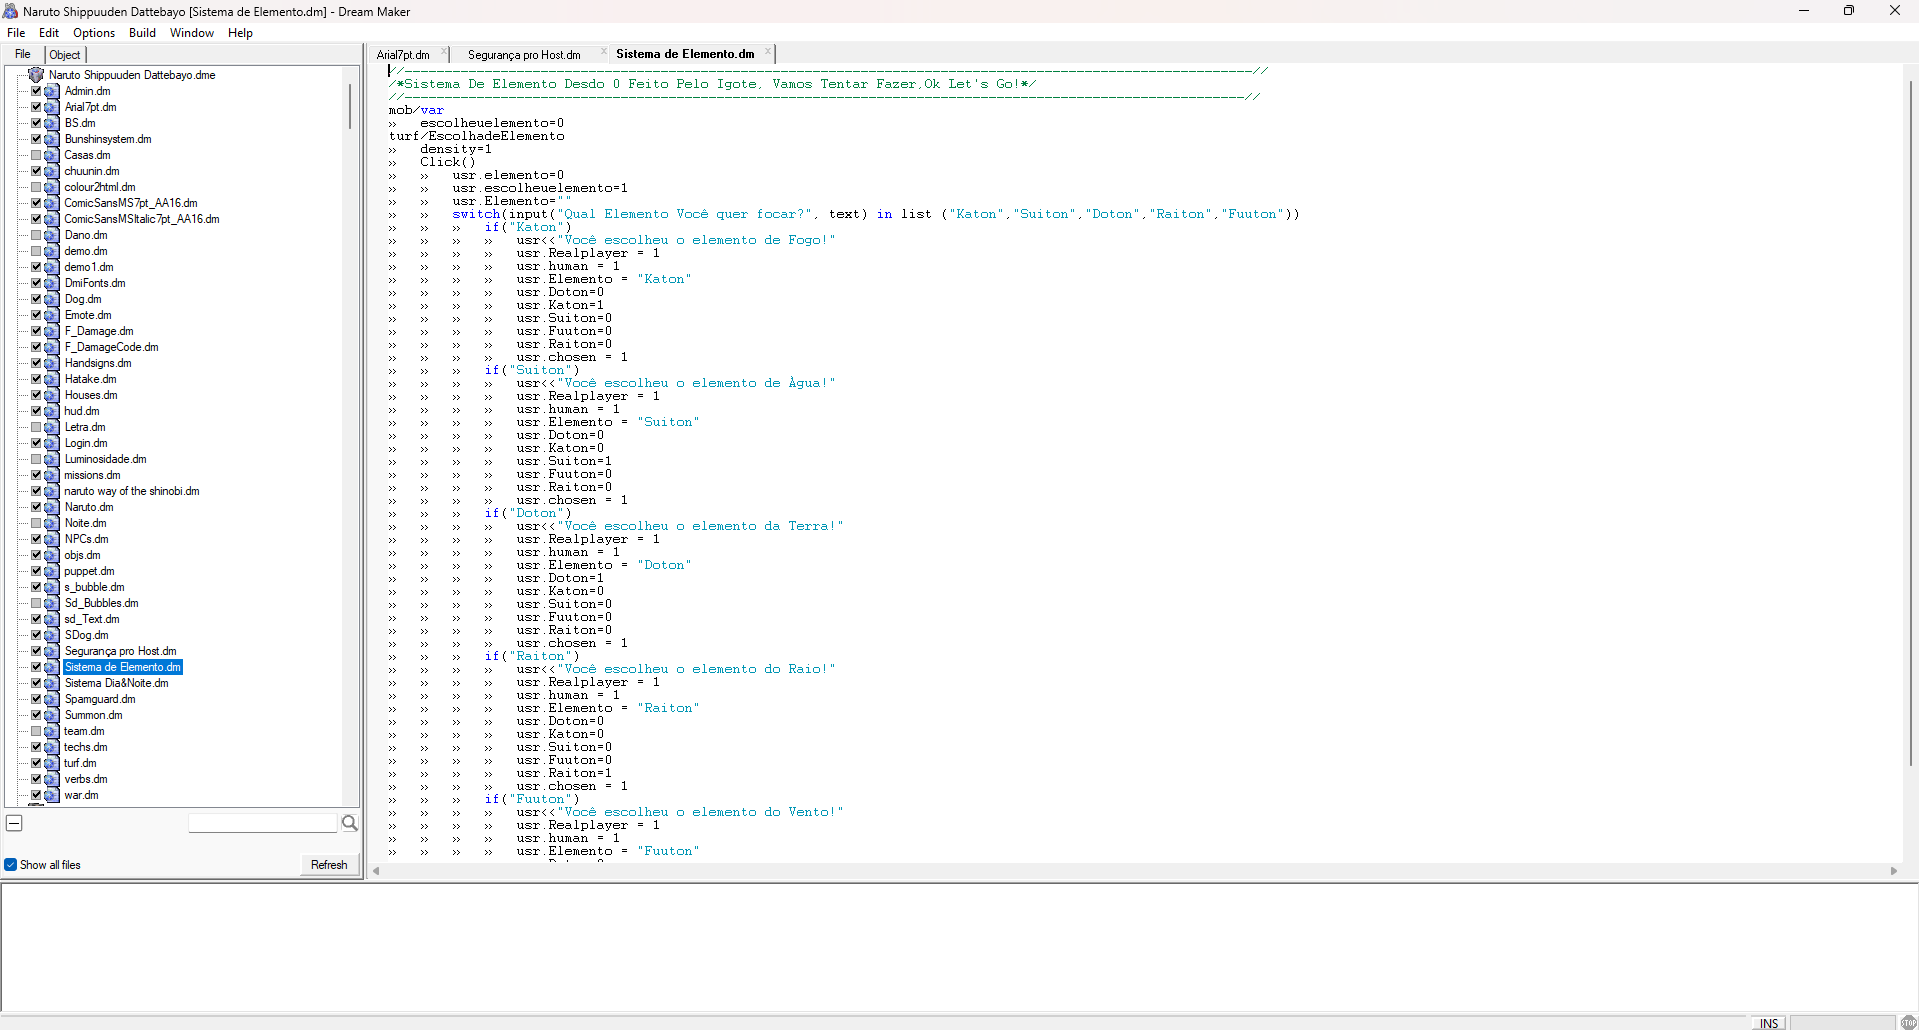 Naruto Shippuuden Dattebayo [Sistema de Elemento.dm] - Dream Maker
File Edit Options Build Window Help
File Object
Naruto Shippuuden Dattebayo.dme
Admin.dm
Arial7pt.dm
BS.dm
Bunshinsystem.dm
Casas.dm
chuunin.dm
colour2html.dm
ComicSansMS7pt_AA16.dm
ComicSansMSItalic7pt_AA16.dm
Dano.dm
demo.dm
demo1.dm
DmiFonts.dm
Dog.dm
Emote.dm
F_Damage.dm
F_DamageCode.dm
Handsigns.dm
Hatake.dm
Houses.dm
hud.dm
Letra.dm
Login.dm
Luminosidade.dm
missions.dm
naruto way of the shinobi.dm
Naruto.dm
Noite.dm
NPCs.dm
objs.dm
puppet.dm
s_bubble.dm
Sd_Bubbles.dm
sd_Text.dm
SDog.dm
Segurança pro Host.dm
Sistema de Elemento.dm
Sistema Dia&Noite.dm
Spamguard.dm
Summon.dm
team.dm
techs.dm
turf.dm
verbs.dm
war.dm
Show all files
Refresh
Arial7pt.dm Segurança pro Host.dm Sistema de Elemento.dm
//----------------------------------------------------------------------------------------------------------//
/*Sistema De Elemento Desdo 0 Feito Pelo Igote, Vamos Tentar Fazer,Ok Let's Go!*/
//---------------------------------------------------------------------------------------------------------//
mob/var
» escolheuelemento=0
turf/EscolhadeElemento
» density=1
» Click()
» » usr.elemento=0
» » usr.escolheuelemento=1
» » usr.Elemento=""
» » switch(input("Qual Elemento Você quer focar?", text) in list ("Katon","Suiton","Doton","Raiton","Fuuton"))
» » » if("Katon")
» » » » usr<<"Você escolheu o elemento de Fogo!"
» » » » usr.Realplayer = 1
» » » » usr.human = 1
» » » » usr.Elemento = "Katon"
» » » » usr.Doton=0
» » » » usr.Katon=1
» » » » usr.Suiton=0
» » » » usr.Fuuton=0
» » » » usr.Raiton=0
» » » » usr.chosen = 1
» » » if("Suiton")
» » » » usr<<"Você escolheu o elemento de Àgua!"
» » » » usr.Realplayer = 1
» » » » usr.human = 1
» » » » usr.Elemento = "Suiton"
» » » » usr.Doton=0
» » » » usr.Katon=0
» » » » usr.Suiton=1
» » » » usr.Fuuton=0
» » » » usr.Raiton=0
» » » » usr.chosen = 1
» » » if("Doton")
» » » » usr<<"Você escolheu o elemento da Terra!"
» » » » usr.Realplayer = 1
» » » » usr.human = 1
» » » » usr.Elemento = "Doton"
» » » » usr.Doton=1
» » » » usr.Katon=0
» » » » usr.Suiton=0
» » » » usr.Fuuton=0
» » » » usr.Raiton=0
» » » » usr.chosen = 1
» » » if("Raiton")
» » » » usr<<"Você escolheu o elemento do Raio!"
» » » » usr.Realplayer = 1
» » » » usr.human = 1
» » » » usr.Elemento = "Raiton"
» » » » usr.Doton=0
» » » » usr.Katon=0
» » » » usr.Suiton=0
» » » » usr.Fuuton=0
» » » » usr.Raiton=1
» » » » usr.chosen = 1
» » » if("Fuuton")
» » » » usr<<"Você escolheu o elemento do Vento!"
» » » » usr.Realplayer = 1
» » » » usr.human = 1
» » » » usr.Elemento = "Fuuton"
INS
STOP